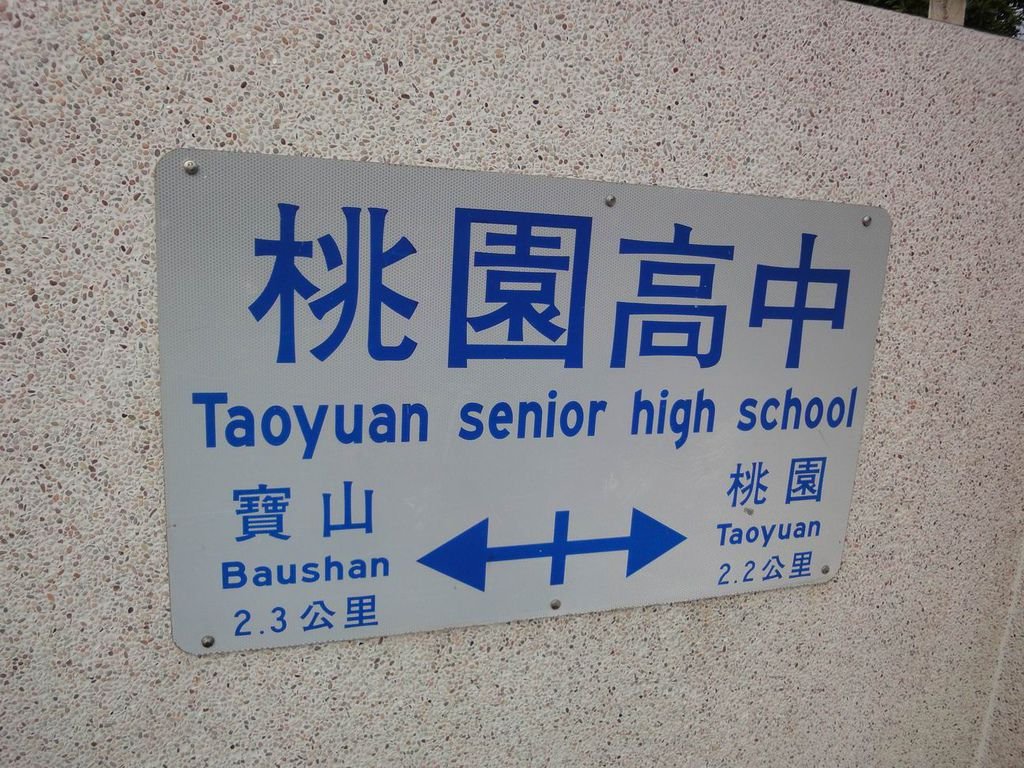 桃園高中
Taoyuan senior high school
寶山
Baushan
2.3公里
桃園
Taoyuan
2.2公里